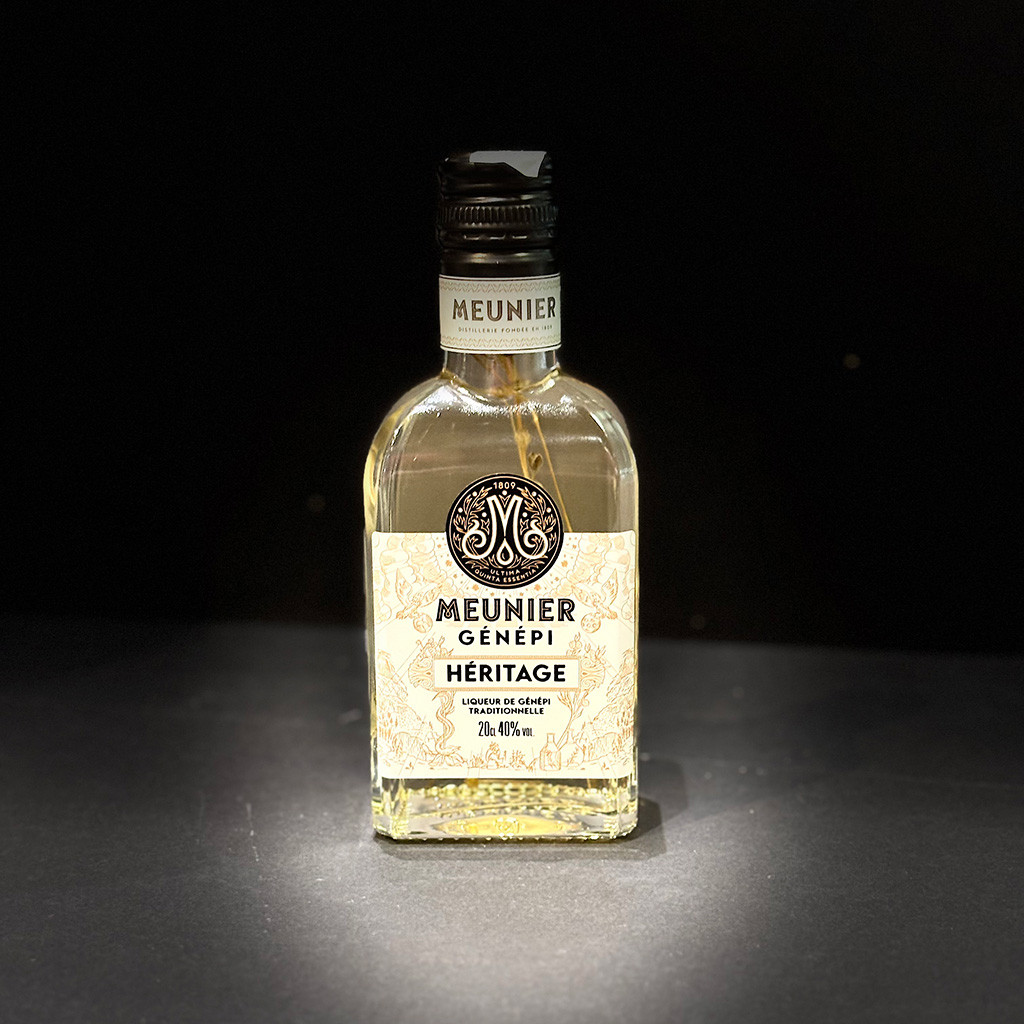 MEUNIER
DISTILLERIE FONDÉE EN 1809
1809
M
ULTIMA
QUINTA ESSENTIA
MEUNIER
GÉNÉPI
HÉRITAGE
LIQUEUR DE GÉNÉPI
TRADITIONNELLE
20CL 40% VOL.